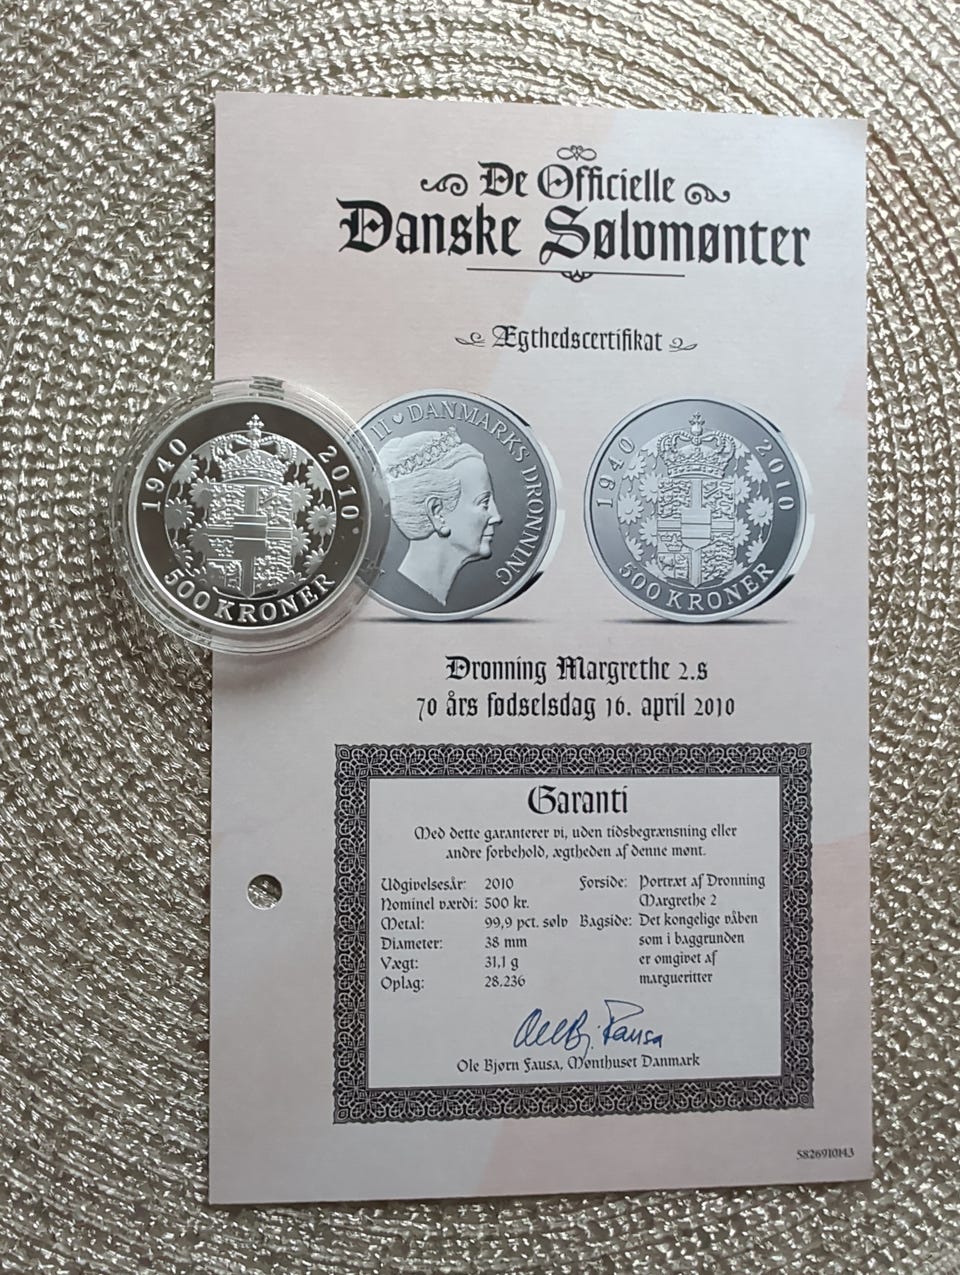 De Officielle
Danske Sølvmønter
Ægthedscertifikat
1940 2010
500 KRONER
II ♥ DANMARKS DRONNING
1940 2010
500 KRONER
Dronning Margrethe 2.s
70 års fødselsdag 16. april 2010
Garanti
Med dette garanterer vi, uden tidsbegrænsning eller
andre forbehold, ægtheden af denne mønt.
Udgivelsesår: 2010
Nominel værdi: 500 kr.
Metal: 99,9 pct. sølv
Diameter: 38 mm
Vægt: 31,1 g
Oplag: 28.236
Forside: Portræt af Dronning
Margrethe 2
Bagside: Det kongelige våben
som i baggrunden
er omgivet af
margueritter
Ole Bj. Fausa
Ole Bjørn Fausa, Mønthuset Danmark
5826910143